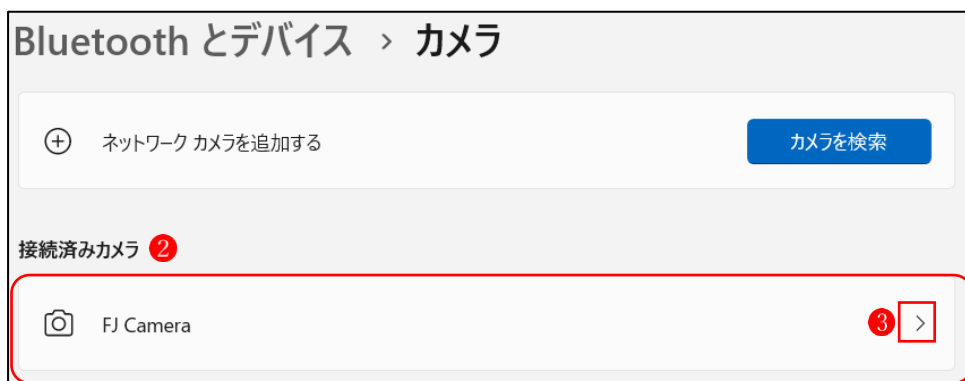 Bluetooth とデバイス › カメラ
ネットワーク カメラを追加する
カメラを検索
接続済みカメラ 2
FJ Camera
3